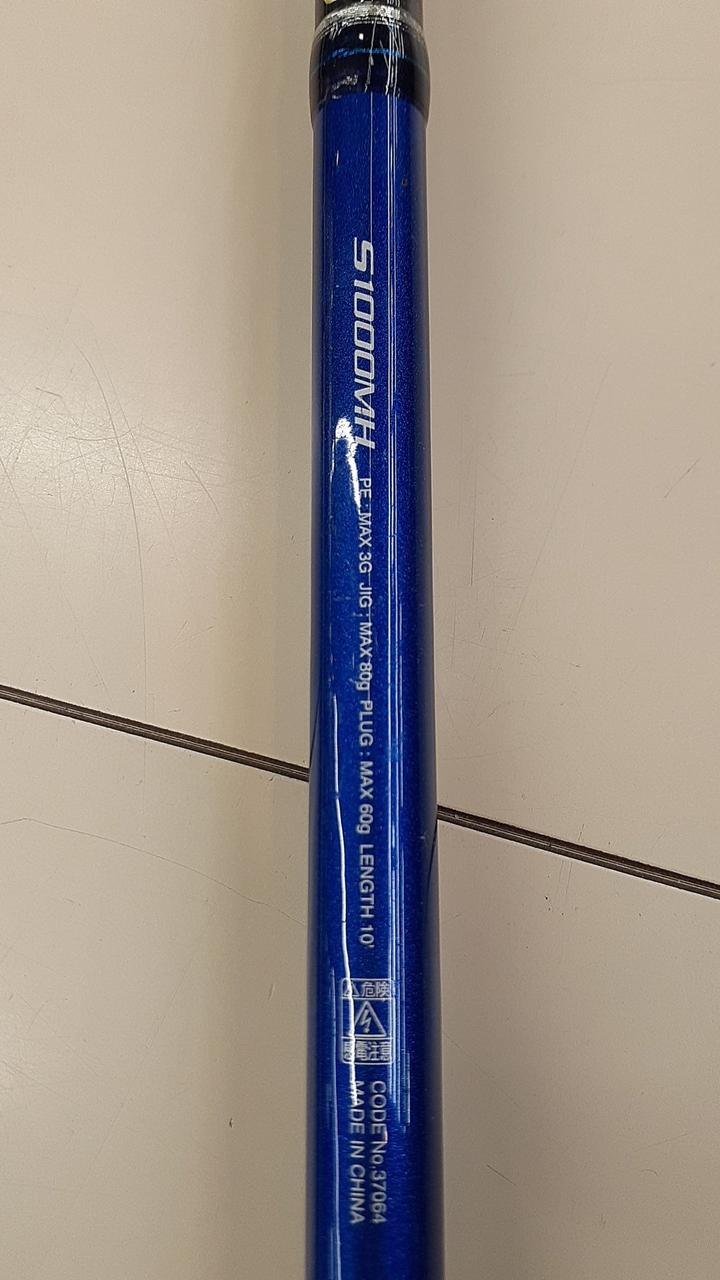 S1000MH
PE : MAX 3G JIG : MAX 80g PLUG : MAX 60g LENGTH 10'
危険
感電注意
CODE No.37064
MADE IN CHINA